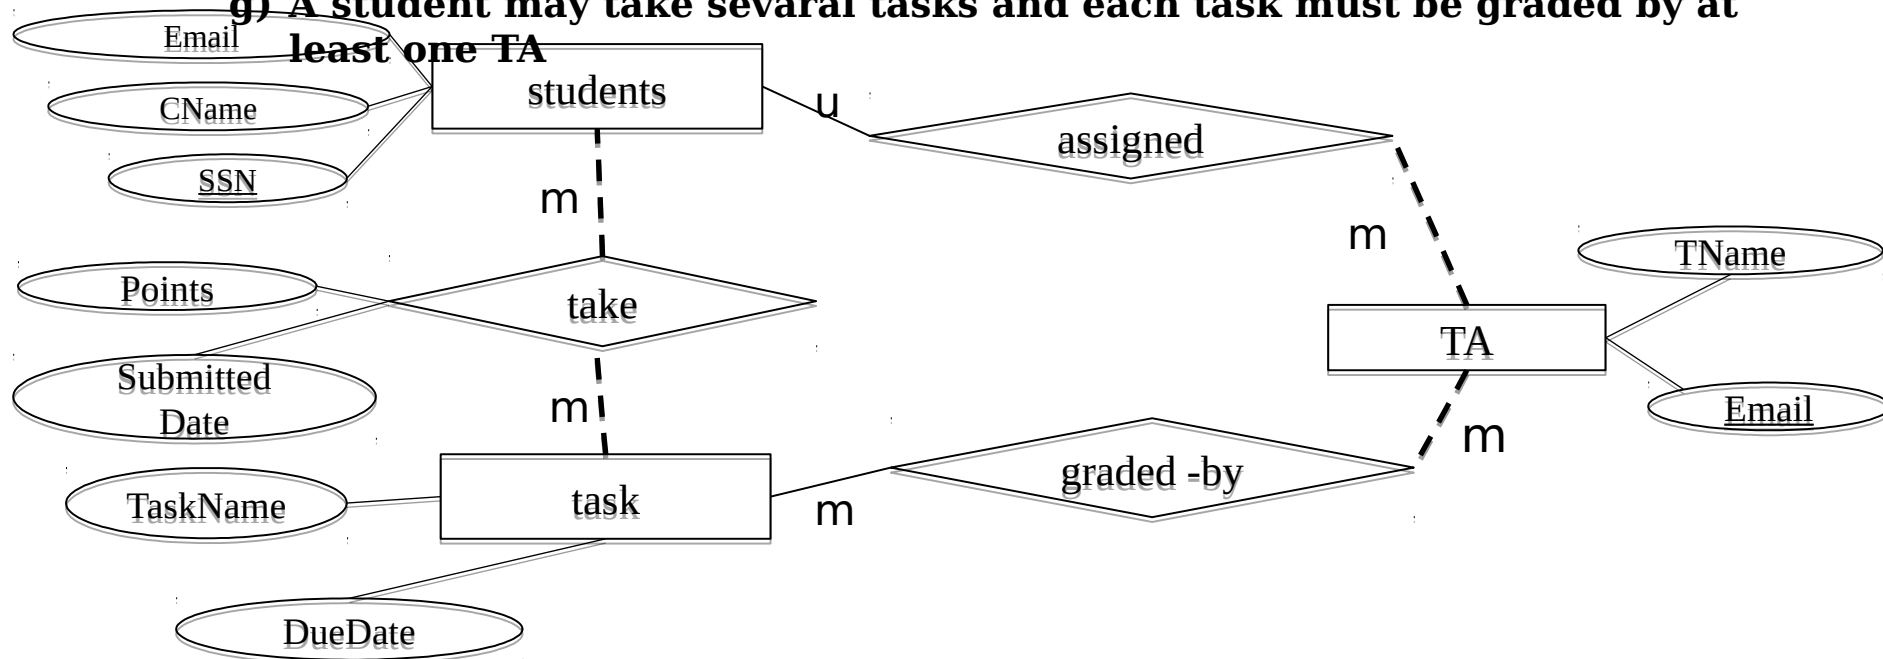 g) A student may take sevaral tasks and each task must be graded by at
least one TA
Email
students
CName
u
assigned
SSN
m
m
TName
Points
take
TA
Submitted
Date
m
Email
m
graded -by
TaskName
task
m
DueDate